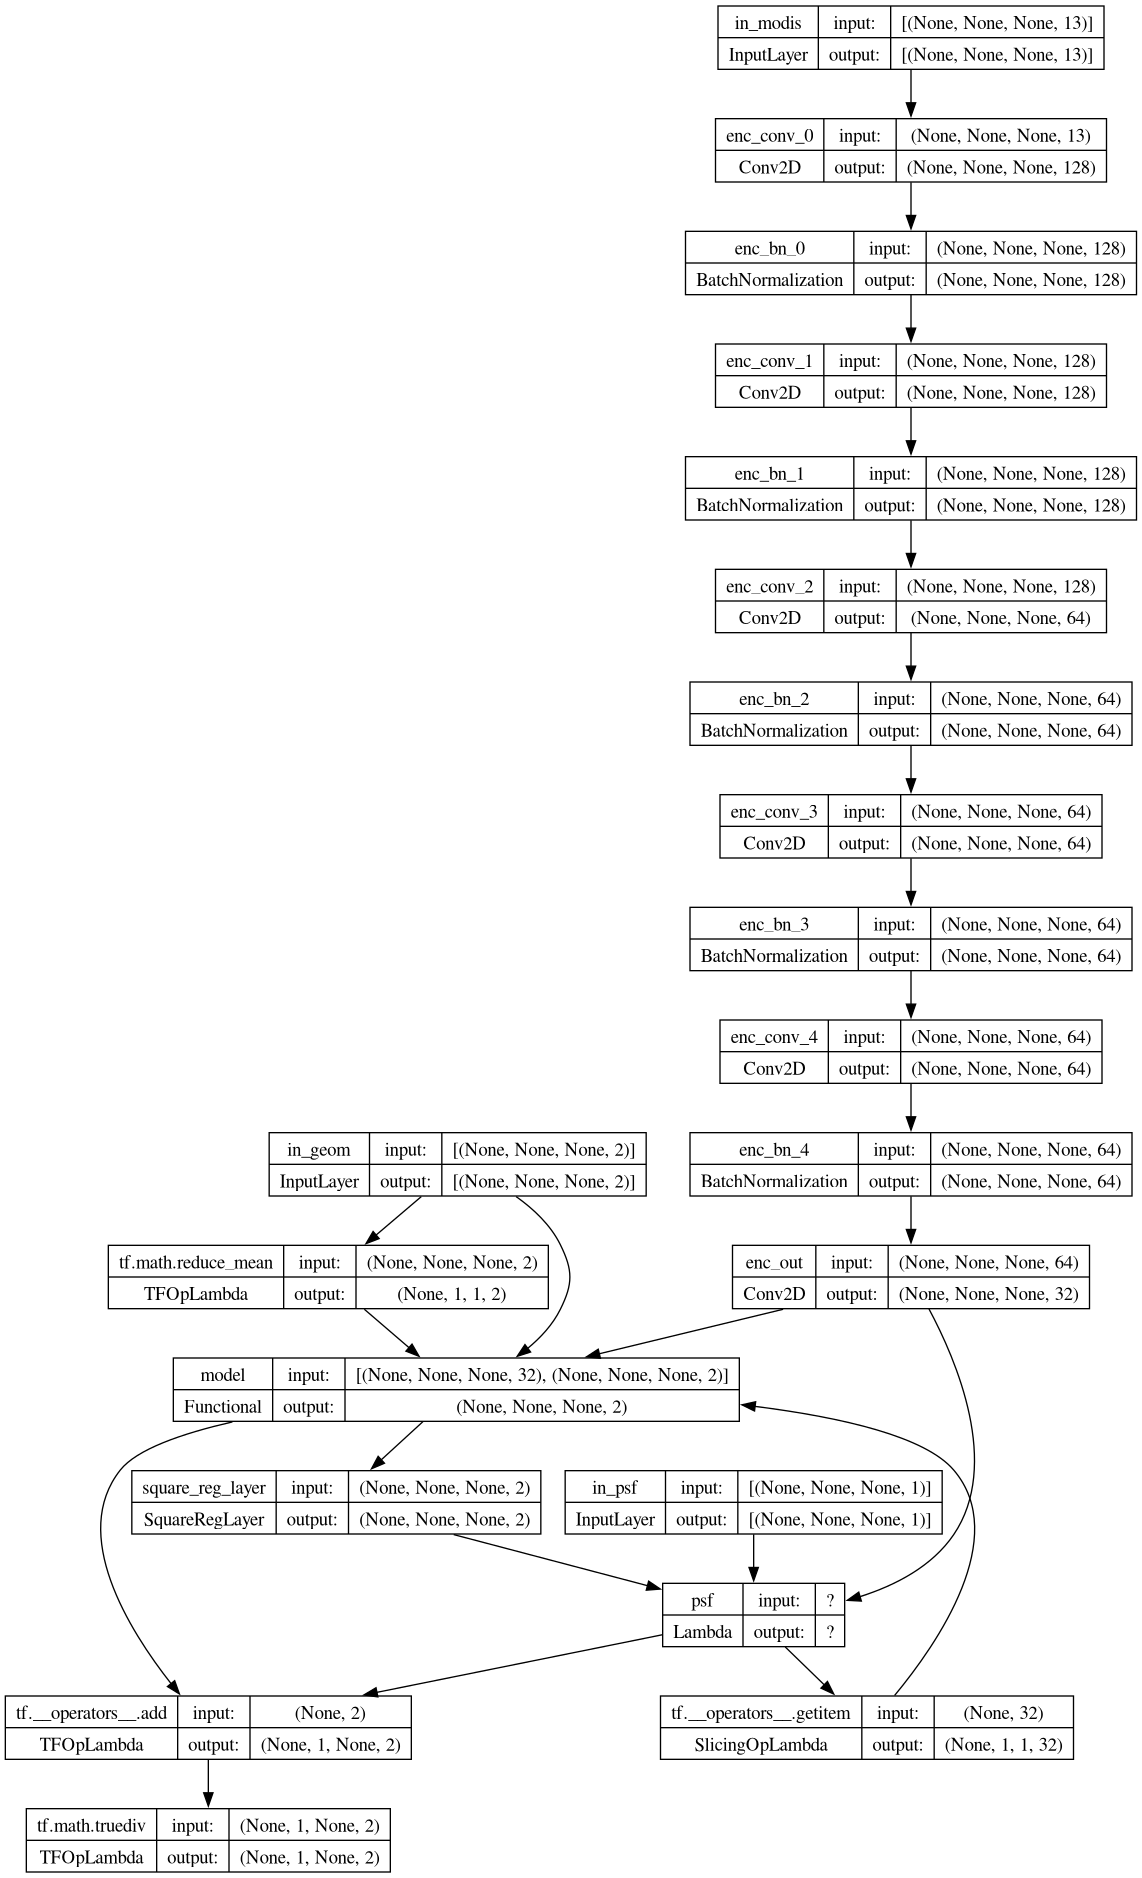 in_modis input: [(None, None, None, 13)]
InputLayer output: [(None, None, None, 13)]
enc_conv_0 input: (None, None, None, 13)
Conv2D output: (None, None, None, 128)
enc_bn_0 input: (None, None, None, 128)
BatchNormalization output: (None, None, None, 128)
enc_conv_1 input: (None, None, None, 128)
Conv2D output: (None, None, None, 128)
enc_bn_1 input: (None, None, None, 128)
BatchNormalization output: (None, None, None, 128)
enc_conv_2 input: (None, None, None, 128)
Conv2D output: (None, None, None, 64)
enc_bn_2 input: (None, None, None, 64)
BatchNormalization output: (None, None, None, 64)
enc_conv_3 input: (None, None, None, 64)
Conv2D output: (None, None, None, 64)
enc_bn_3 input: (None, None, None, 64)
BatchNormalization output: (None, None, None, 64)
enc_conv_4 input: (None, None, None, 64)
Conv2D output: (None, None, None, 64)
in_geom input: [(None, None, None, 2)]
InputLayer output: [(None, None, None, 2)]
enc_bn_4 input: (None, None, None, 64)
BatchNormalization output: (None, None, None, 64)
tf.math.reduce_mean input: (None, None, None, 2)
TFOpLambda output: (None, 1, 1, 2)
enc_out input: (None, None, None, 64)
Conv2D output: (None, None, None, 32)
model input: [(None, None, None, 32), (None, None, None, 2)]
Functional output: (None, None, None, 2)
square_reg_layer input: (None, None, None, 2)
SquareRegLayer output: (None, None, None, 2)
in_psf input: [(None, None, None, 1)]
InputLayer output: [(None, None, None, 1)]
psf input: ?
Lambda output: ?
tf.__operators__.add input: (None, 2)
TFOpLambda output: (None, 1, None, 2)
tf.__operators__.getitem input: (None, 32)
SlicingOpLambda output: (None, 1, 1, 32)
tf.math.truediv input: (None, 1, None, 2)
TFOpLambda output: (None, 1, None, 2)